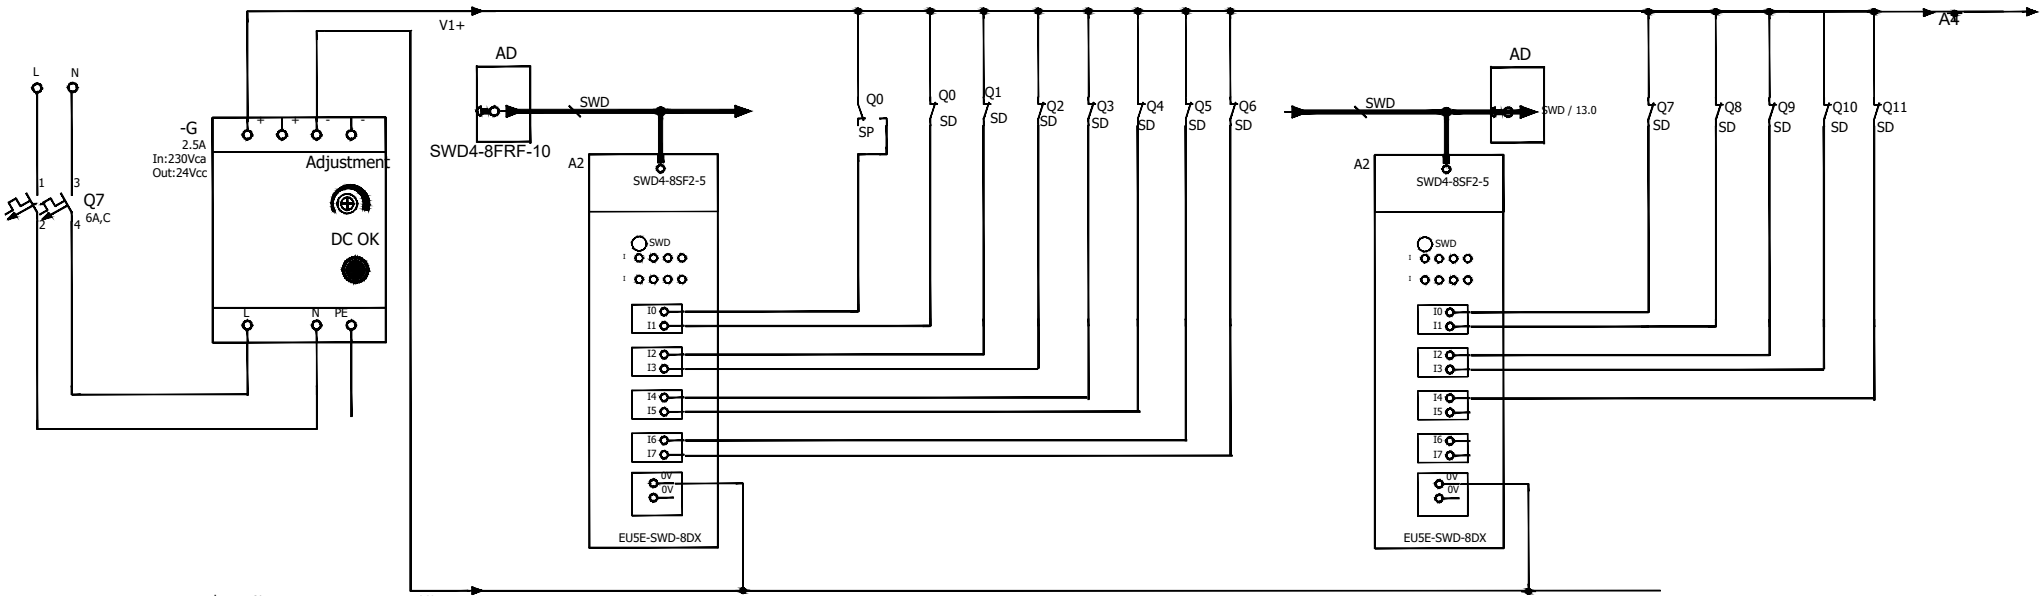 V1+
A4
L
N
-G
2.5A
In:230Vca
Out:24Vcc
+
+
-
-
Adjustment
DC OK
L
N
PE
1
3
2
4
Q7
6A,C
AD
SWD
SWD4-8FRF-10
A2
SWD4-8SF2-5
SWD
I
I
I0
I1
I2
I3
I4
I5
I6
I7
0V
0V
EU5E-SWD-8DX
Q0
SP
Q0
SD
Q1
SD
Q2
SD
Q3
SD
Q4
SD
Q5
SD
Q6
SD
AD
SWD
SWD / 13.0
A2
SWD4-8SF2-5
SWD
I
I
I0
I1
I2
I3
I4
I5
I6
I7
0V
0V
EU5E-SWD-8DX
Q7
SD
Q8
SD
Q9
SD
Q10
SD
Q11
SD